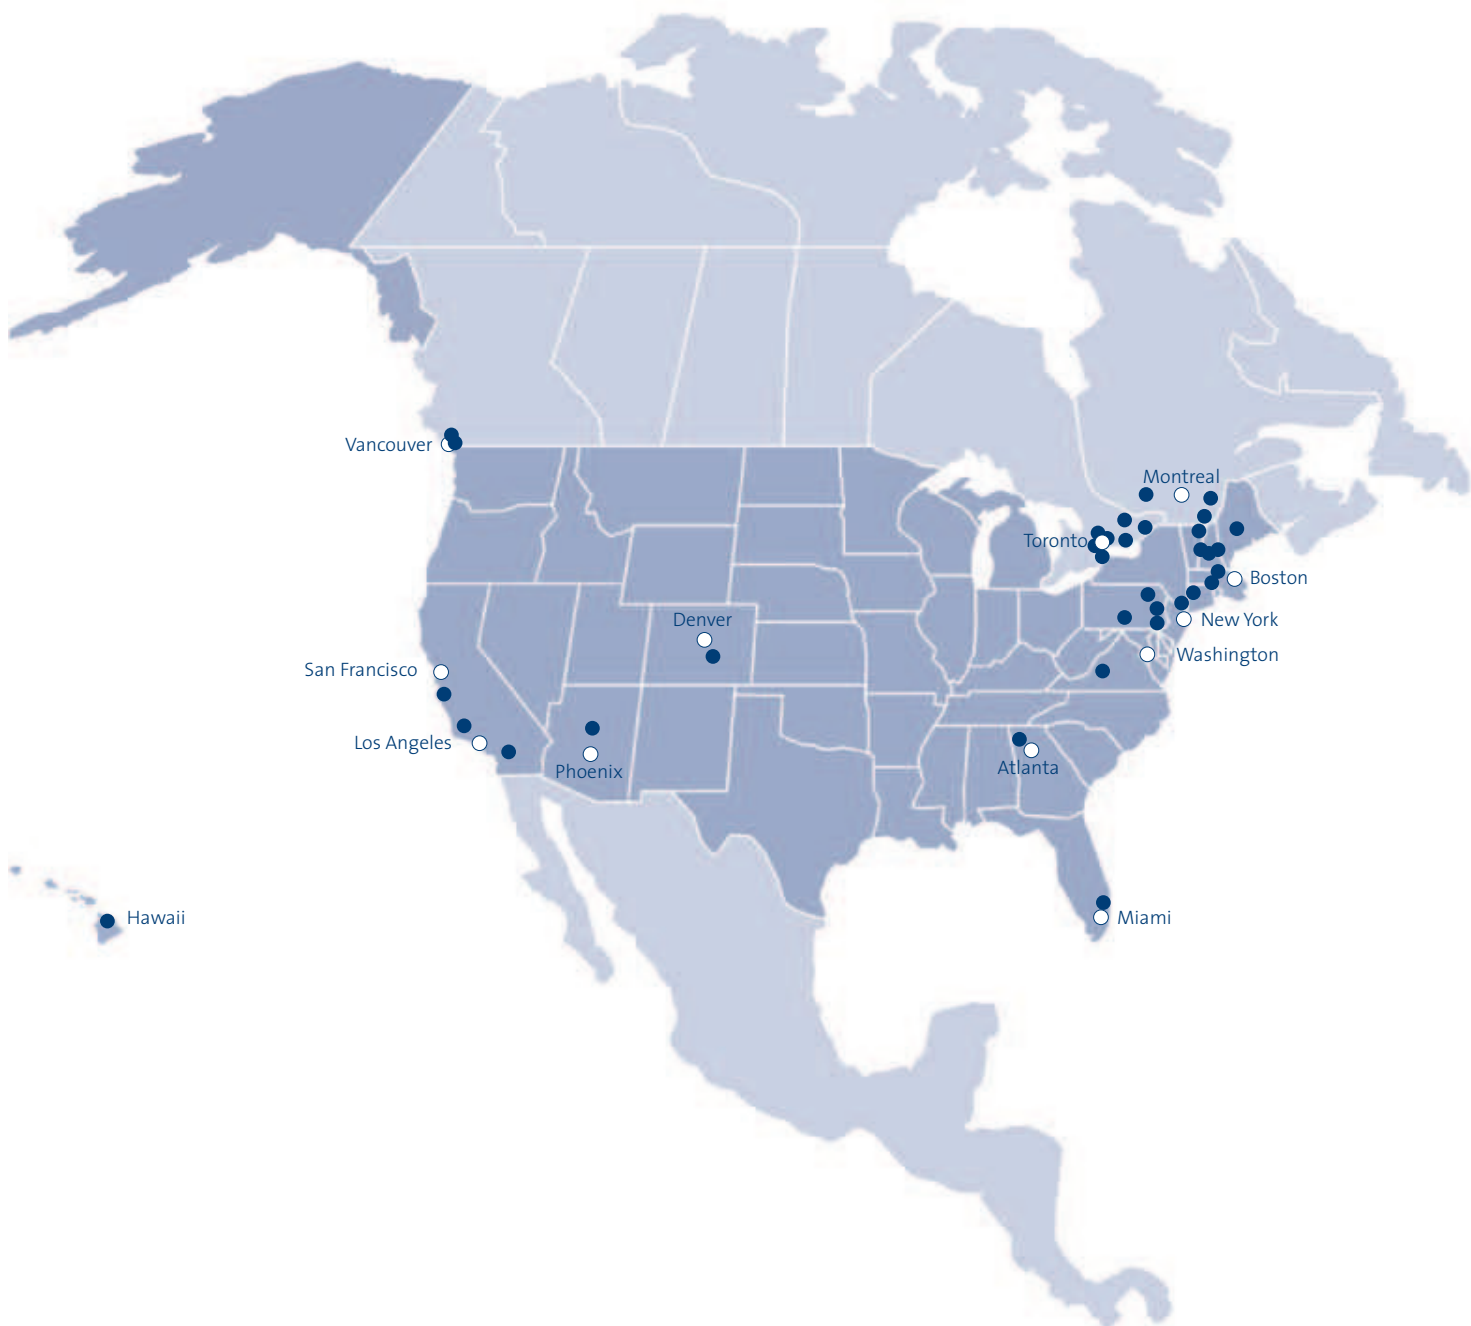 Vancouver
Montreal
Toronto
Boston
Denver
New York
Washington
San Francisco
Los Angeles
Phoenix
Atlanta
Hawaii
Miami